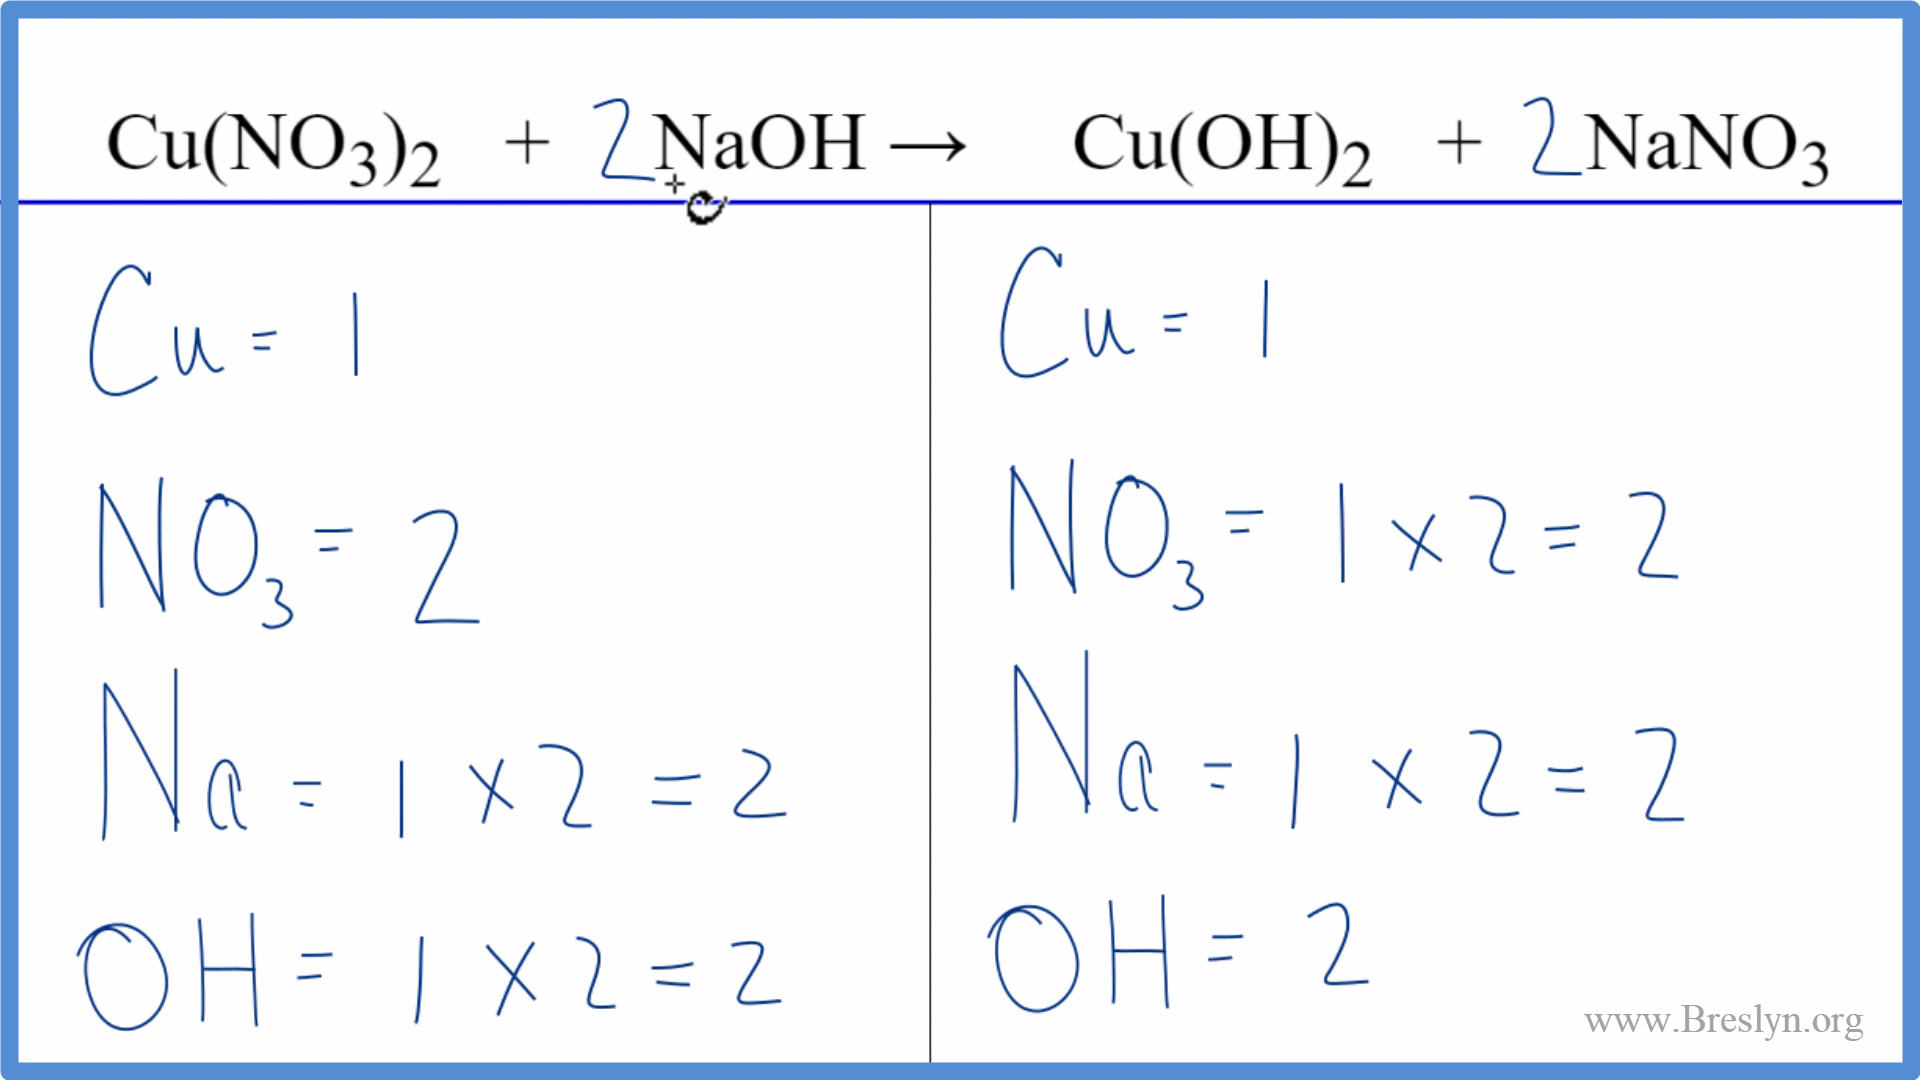 Cu(NO₃)₂ + 2NaOH → Cu(OH)₂ + 2NaNO₃
Cu = 1
NO₃ = 2
Na = 1 x 2 = 2
OH = 1 x 2 = 2
Cu = 1
NO₃ = 1 x 2 = 2
Na = 1 x 2 = 2
OH = 2
www.Breslyn.org